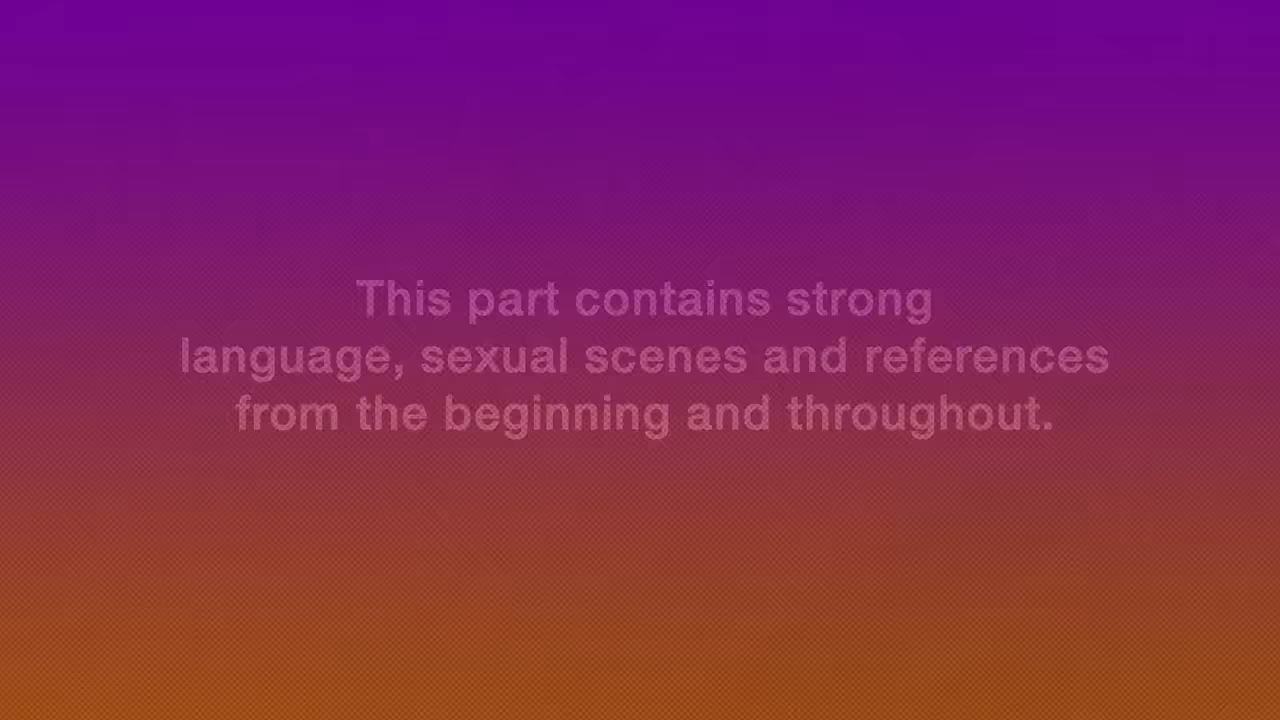 This part contains strong
language, sexual scenes and references
from the beginning and throughout.